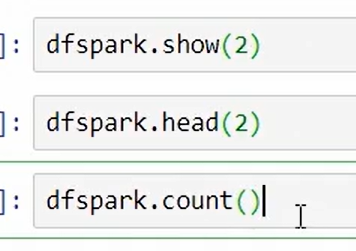 ]: dfspark.show(2)
]: dfspark.head(2)
]: dfspark.count()